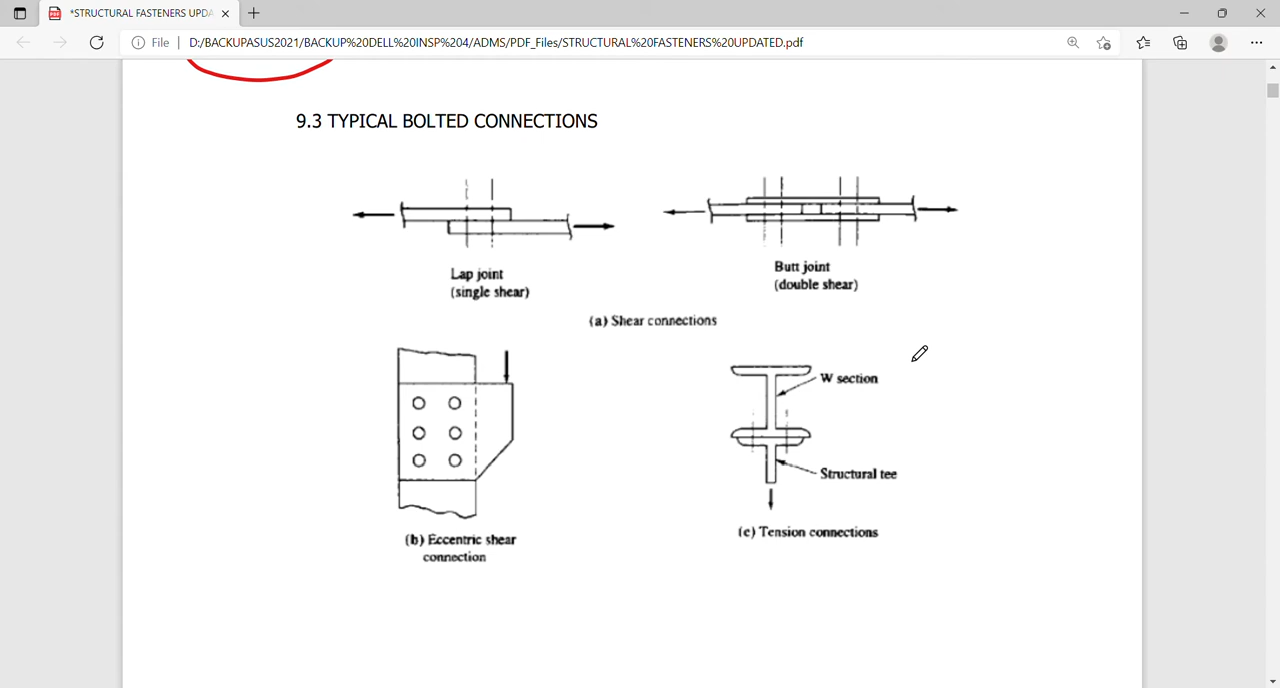 *STRUCTURAL FASTENERS UPDA
File
D:/BACKUPASUS2021/BACKUP%20DELL%20INSP%204/ADMS/PDF_Files/STRUCTURAL%20FASTENERS%20UPDATED.pdf
9.3 TYPICAL BOLTED CONNECTIONS
Lap joint
(single shear)
Butt joint
(double shear)
(a) Shear connections
W section
Structural tee
(b) Eccentric shear
connection
(c) Tension connections